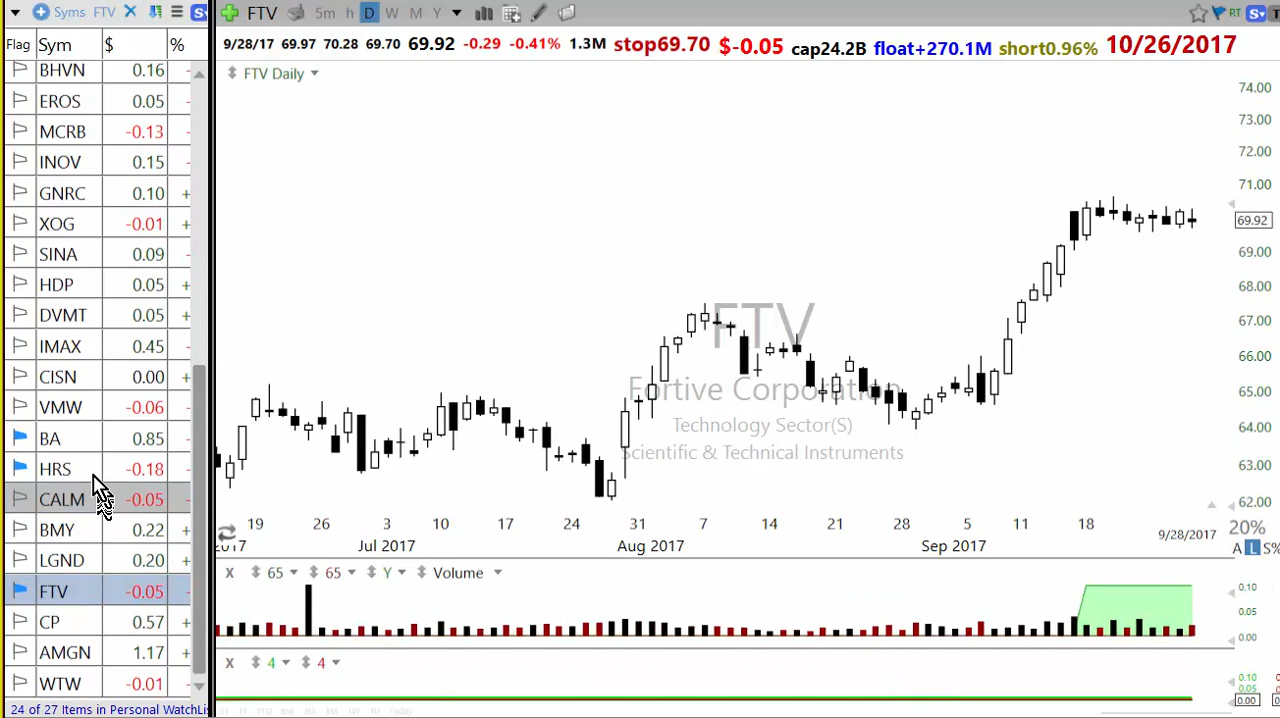 Syms FTV
Flag Sym $ %
BHVN 0.16 -
EROS 0.05 -
MCRB -0.13 -
INOV 0.15 -
GNRC 0.10 +
XOG -0.01 +
SINA 0.09 -
HDP 0.05 +
DVMT 0.05 +
IMAX 0.45 -
CISN 0.00 +
VMW -0.06 -
BA 0.85 -
HRS -0.18 -
CALM -0.05 -
BMY 0.22 +
LGND 0.20 +
FTV -0.05 -
CP 0.57 +
AMGN 1.17 +
WTW -0.01 -
24 of 27 Items in Personal WatchLis
FTV 5m h D W M Y RT
9/28/17 69.97 70.28 69.70 69.92 -0.29 -0.41% 1.3M stop69.70 $-0.05 cap24.2B float+270.1M short0.96% 10/26/2017
FTV Daily
74.00
73.00
72.00
71.00
69.92
69.00
68.00
67.00
66.00
65.00
64.00
63.00
62.00
FTV
Fortive Corporation
Technology Sector(S)
Scientific & Technical Instruments
19 26 3 10 17 24 31 7 14 21 28 5 11 18
2017 Jul 2017 Aug 2017 Sep 2017 9/28/2017
20%
A L S%
X 65 65 Y Volume
0.10
0.05
0.00
X 4 4
0.10
0.05
0.00